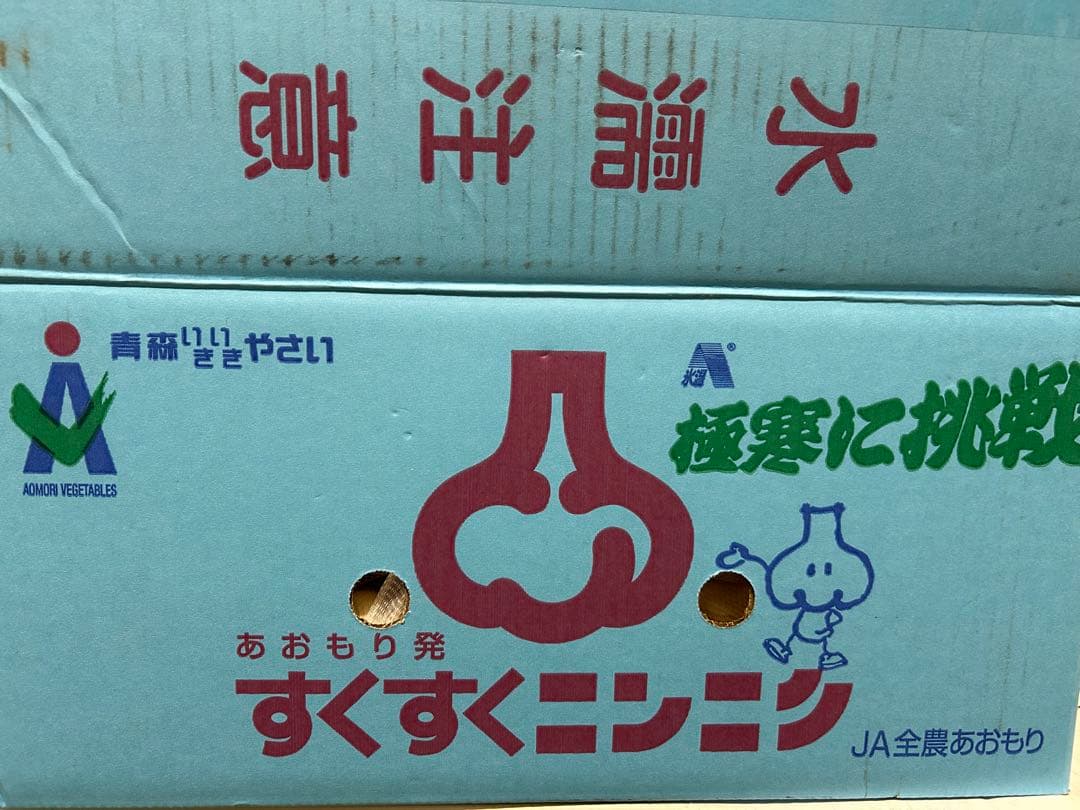 水濡注意
青森いきいきやさい
AOMORI VEGETABLES
氷温®
極寒に挑戦
あおもり発
すくすくニンニク
JA全農あおもり